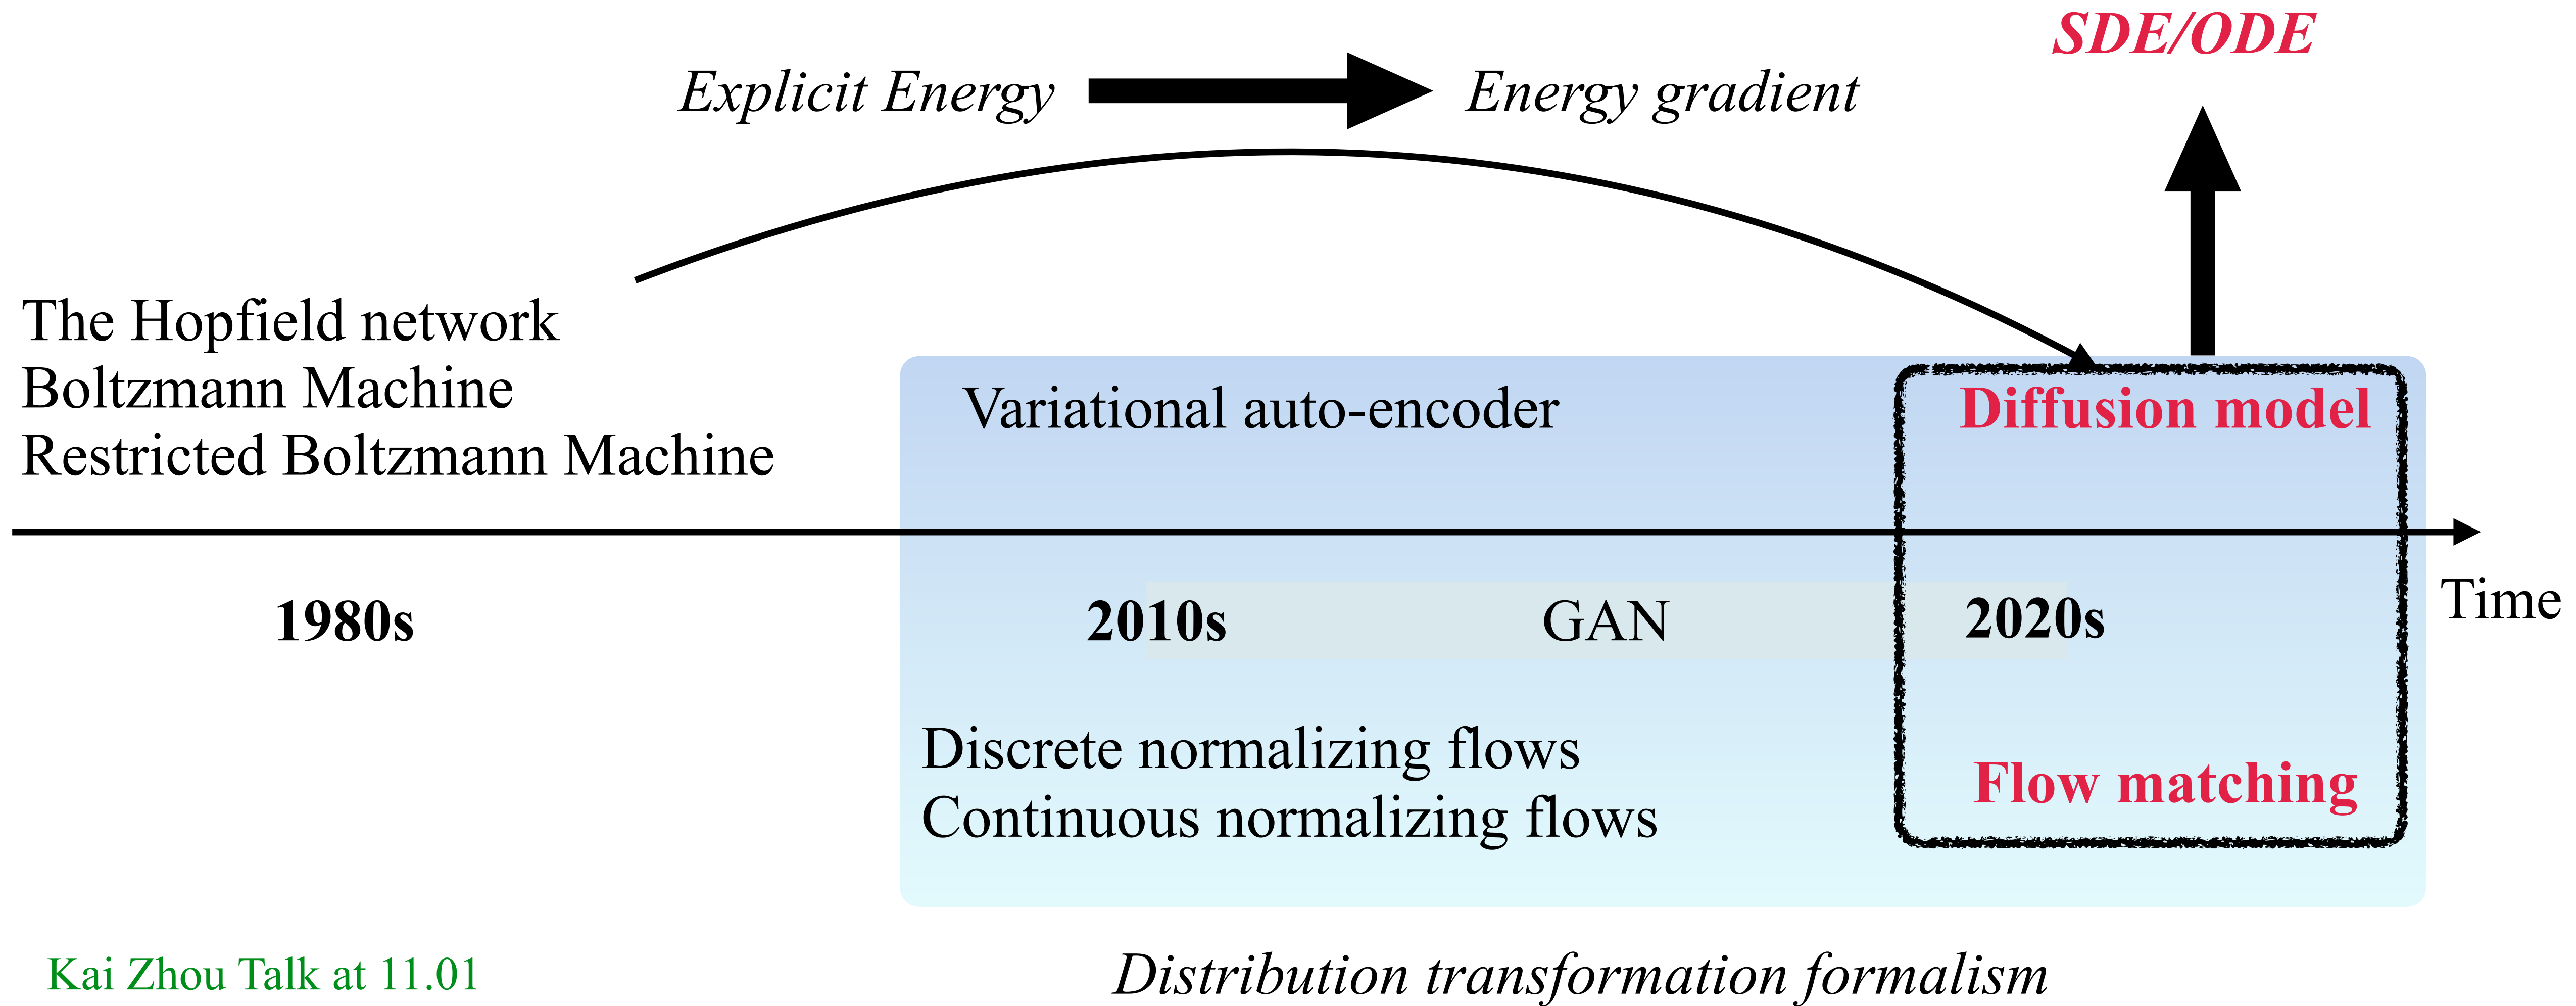 SDE/ODE
Explicit Energy
Energy gradient
The Hopfield network
Boltzmann Machine
Restricted Boltzmann Machine
Variational auto-encoder
Diffusion model
1980s
2010s
GAN
2020s
Time
Discrete normalizing flows
Continuous normalizing flows
Flow matching
Kai Zhou Talk at 11.01
Distribution transformation formalism